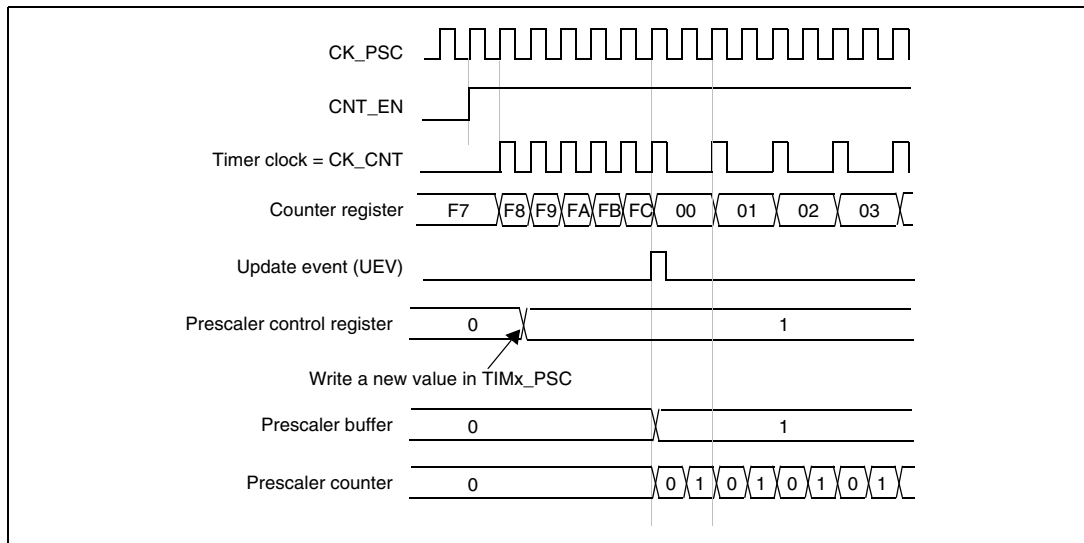 CK_PSC
CNT_EN
Timer clock = CK_CNT
Counter register F7 F8 F9 FA FB FC 00 01 02 03
Update event (UEV)
Prescaler control register 0 1
Write a new value in TIMx_PSC
Prescaler buffer 0 1
Prescaler counter 0 0 1 0 1 0 1 0 1